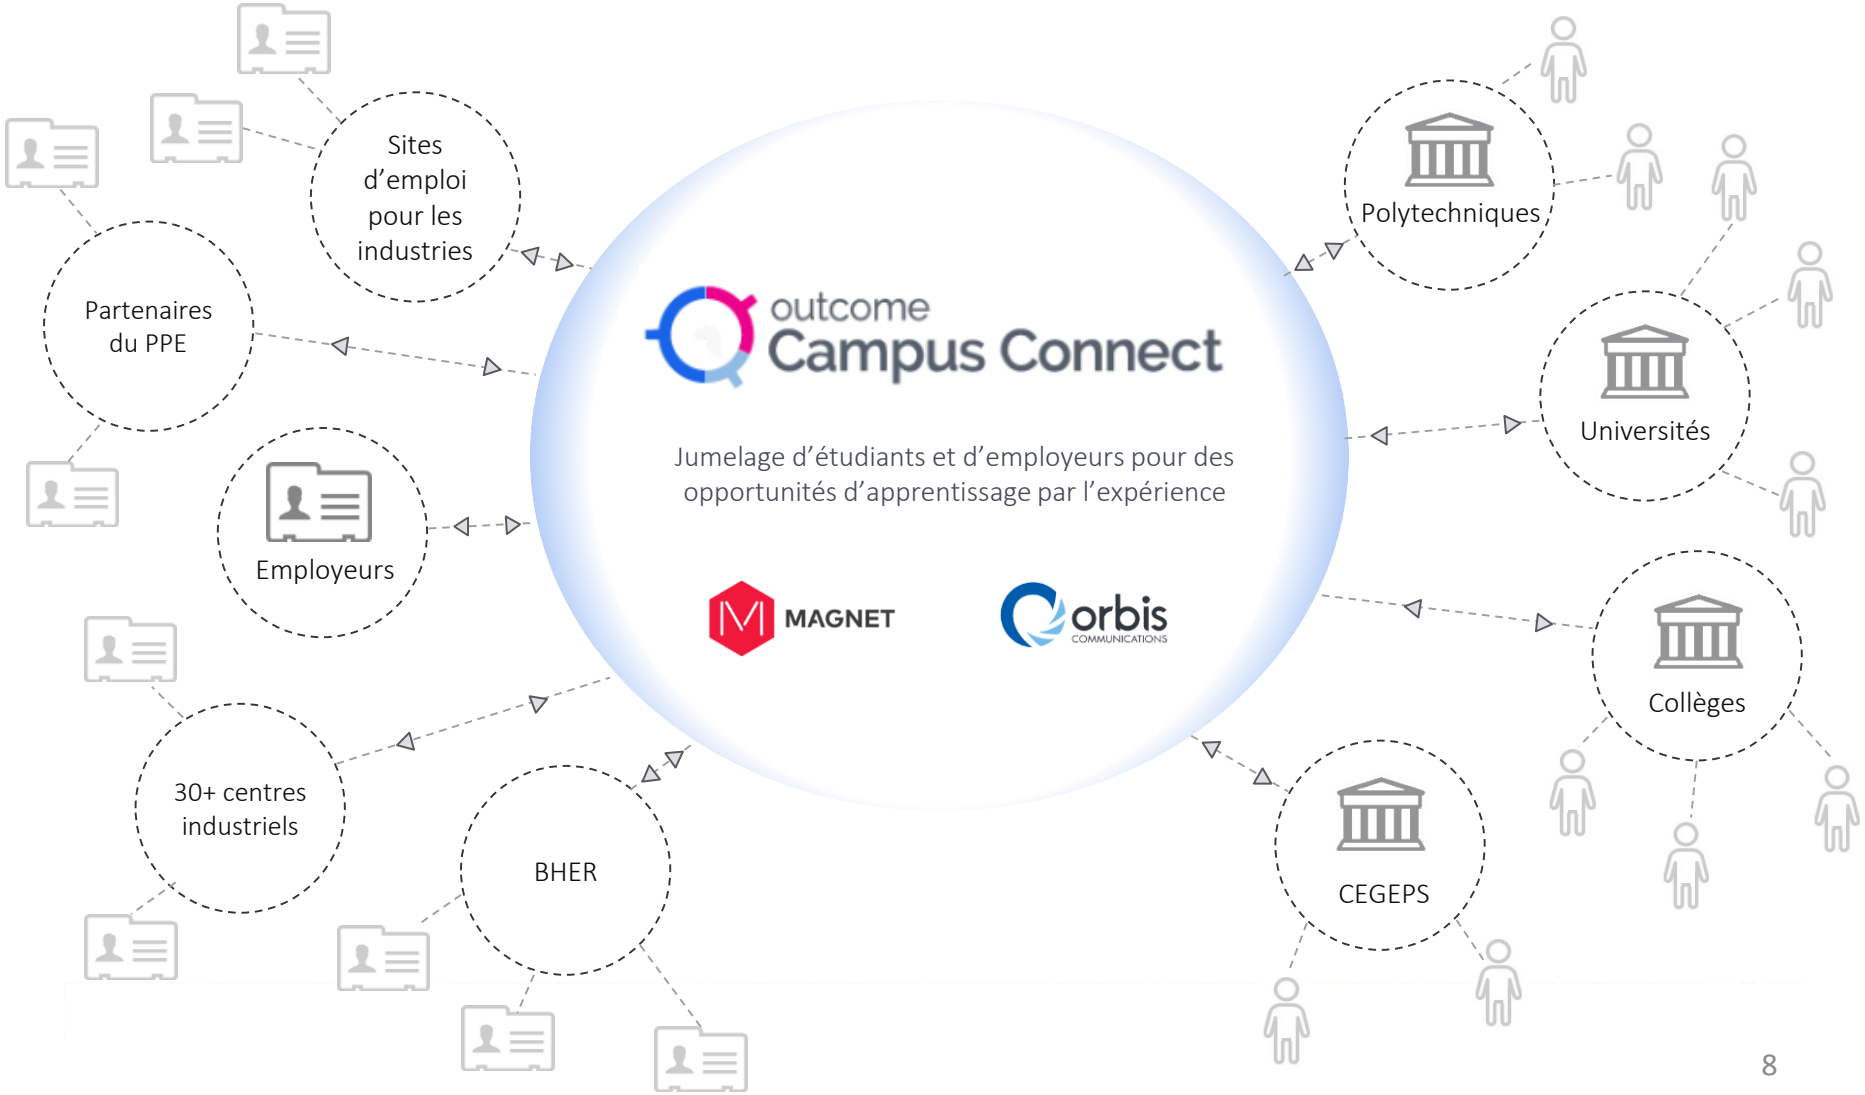 Sites
d’emploi
pour les
industries
Partenaires
du PPE
Employeurs
30+ centres
industriels
BHER
outcome
Campus Connect
Jumelage d’étudiants et d’employeurs pour des
opportunités d’apprentissage par l’expérience
MAGNET
orbis
COMMUNICATIONS
Polytechniques
Universités
Collèges
CEGEPS
8